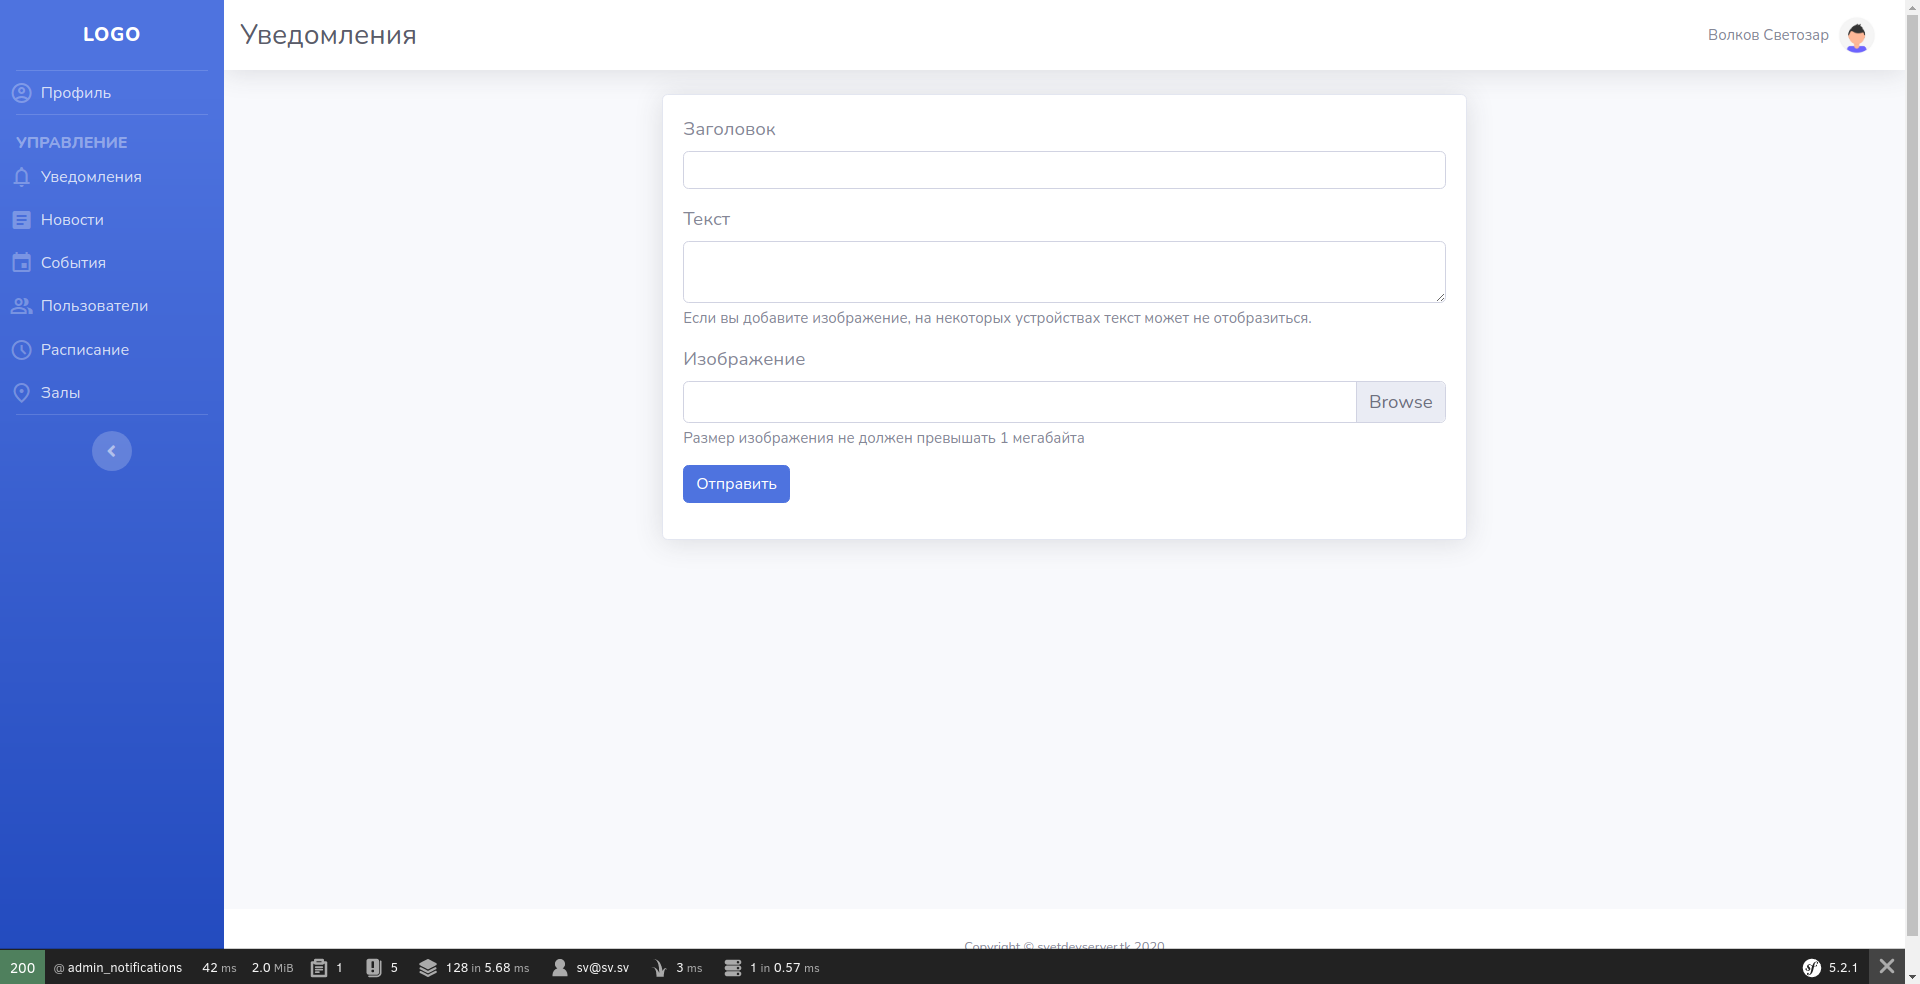 LOGO
Уведомления
Волков Светозар
Профиль
УПРАВЛЕНИЕ
Уведомления
Новости
События
Пользователи
Расписание
Залы
Заголовок
Текст
Если вы добавите изображение, на некоторых устройствах текст может не отобразиться.
Изображение
Browse
Размер изображения не должен превышать 1 мегабайта
Отправить
Copyright © svetdevserver.tk 2020
200 @ admin_notifications 42 ms 2.0 MiB 1 5 128 in 5.68 ms sv@sv.sv 3 ms 1 in 0.57 ms sf 5.2.1